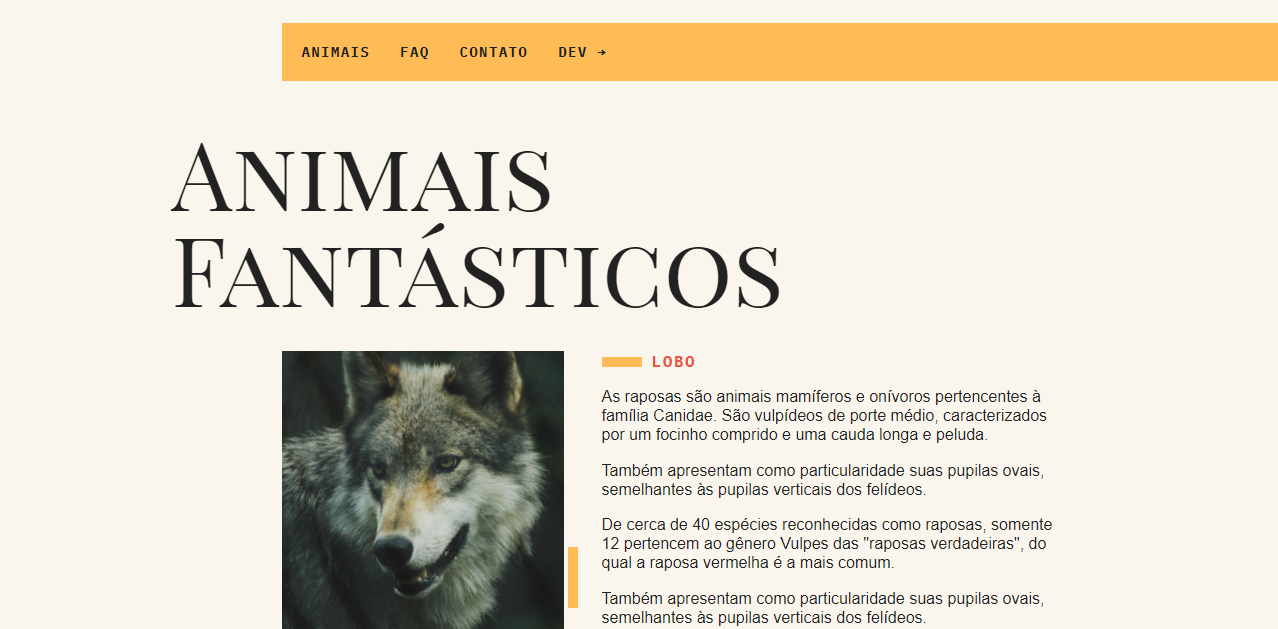 ANIMAIS FAQ CONTATO DEV →
ANIMAIS
FANTÁSTICOS
LOBO
As raposas são animais mamíferos e onívoros pertencentes à
família Canidae. São vulpídeos de porte médio, caracterizados
por um focinho comprido e uma cauda longa e peluda.
Também apresentam como particularidade suas pupilas ovais,
semelhantes às pupilas verticais dos felídeos.
De cerca de 40 espécies reconhecidas como raposas, somente
12 pertencem ao gênero Vulpes das "raposas verdadeiras", do
qual a raposa vermelha é a mais comum.
Também apresentam como particularidade suas pupilas ovais,
semelhantes às pupilas verticais dos felídeos.